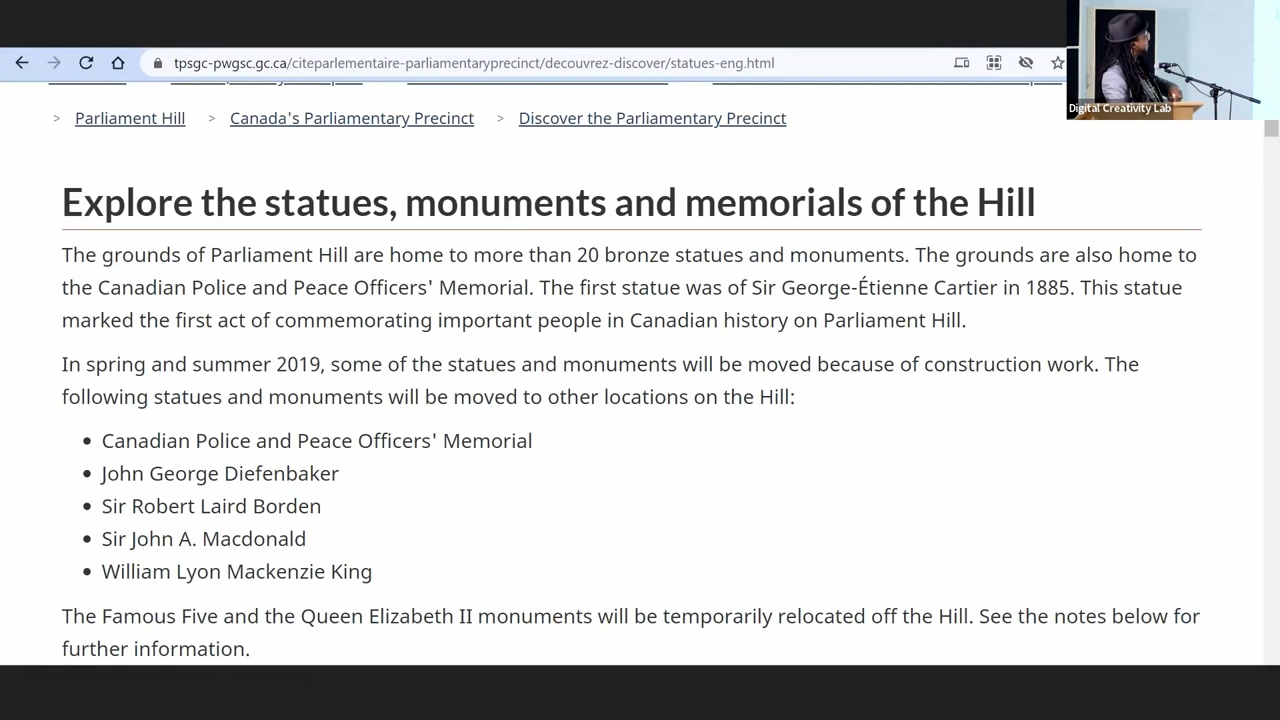 tpsgc-pwgsc.gc.ca/citeparlementaire-parliamentaryprecinct/decouvrez-discover/statues-eng.html
Digital Creativity Lab
> Parliament Hill > Canada's Parliamentary Precinct > Discover the Parliamentary Precinct
Explore the statues, monuments and memorials of the Hill
The grounds of Parliament Hill are home to more than 20 bronze statues and monuments. The grounds are also home to
the Canadian Police and Peace Officers' Memorial. The first statue was of Sir George-Étienne Cartier in 1885. This statue
marked the first act of commemorating important people in Canadian history on Parliament Hill.
In spring and summer 2019, some of the statues and monuments will be moved because of construction work. The
following statues and monuments will be moved to other locations on the Hill:
• Canadian Police and Peace Officers' Memorial
• John George Diefenbaker
• Sir Robert Laird Borden
• Sir John A. Macdonald
• William Lyon Mackenzie King
The Famous Five and the Queen Elizabeth II monuments will be temporarily relocated off the Hill. See the notes below for
further information.